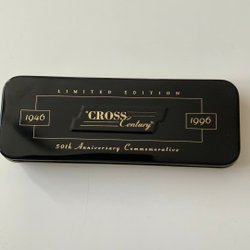 LIMITED EDITION
1946
1996
CROSS
Century
50th Anniversary Commemorative